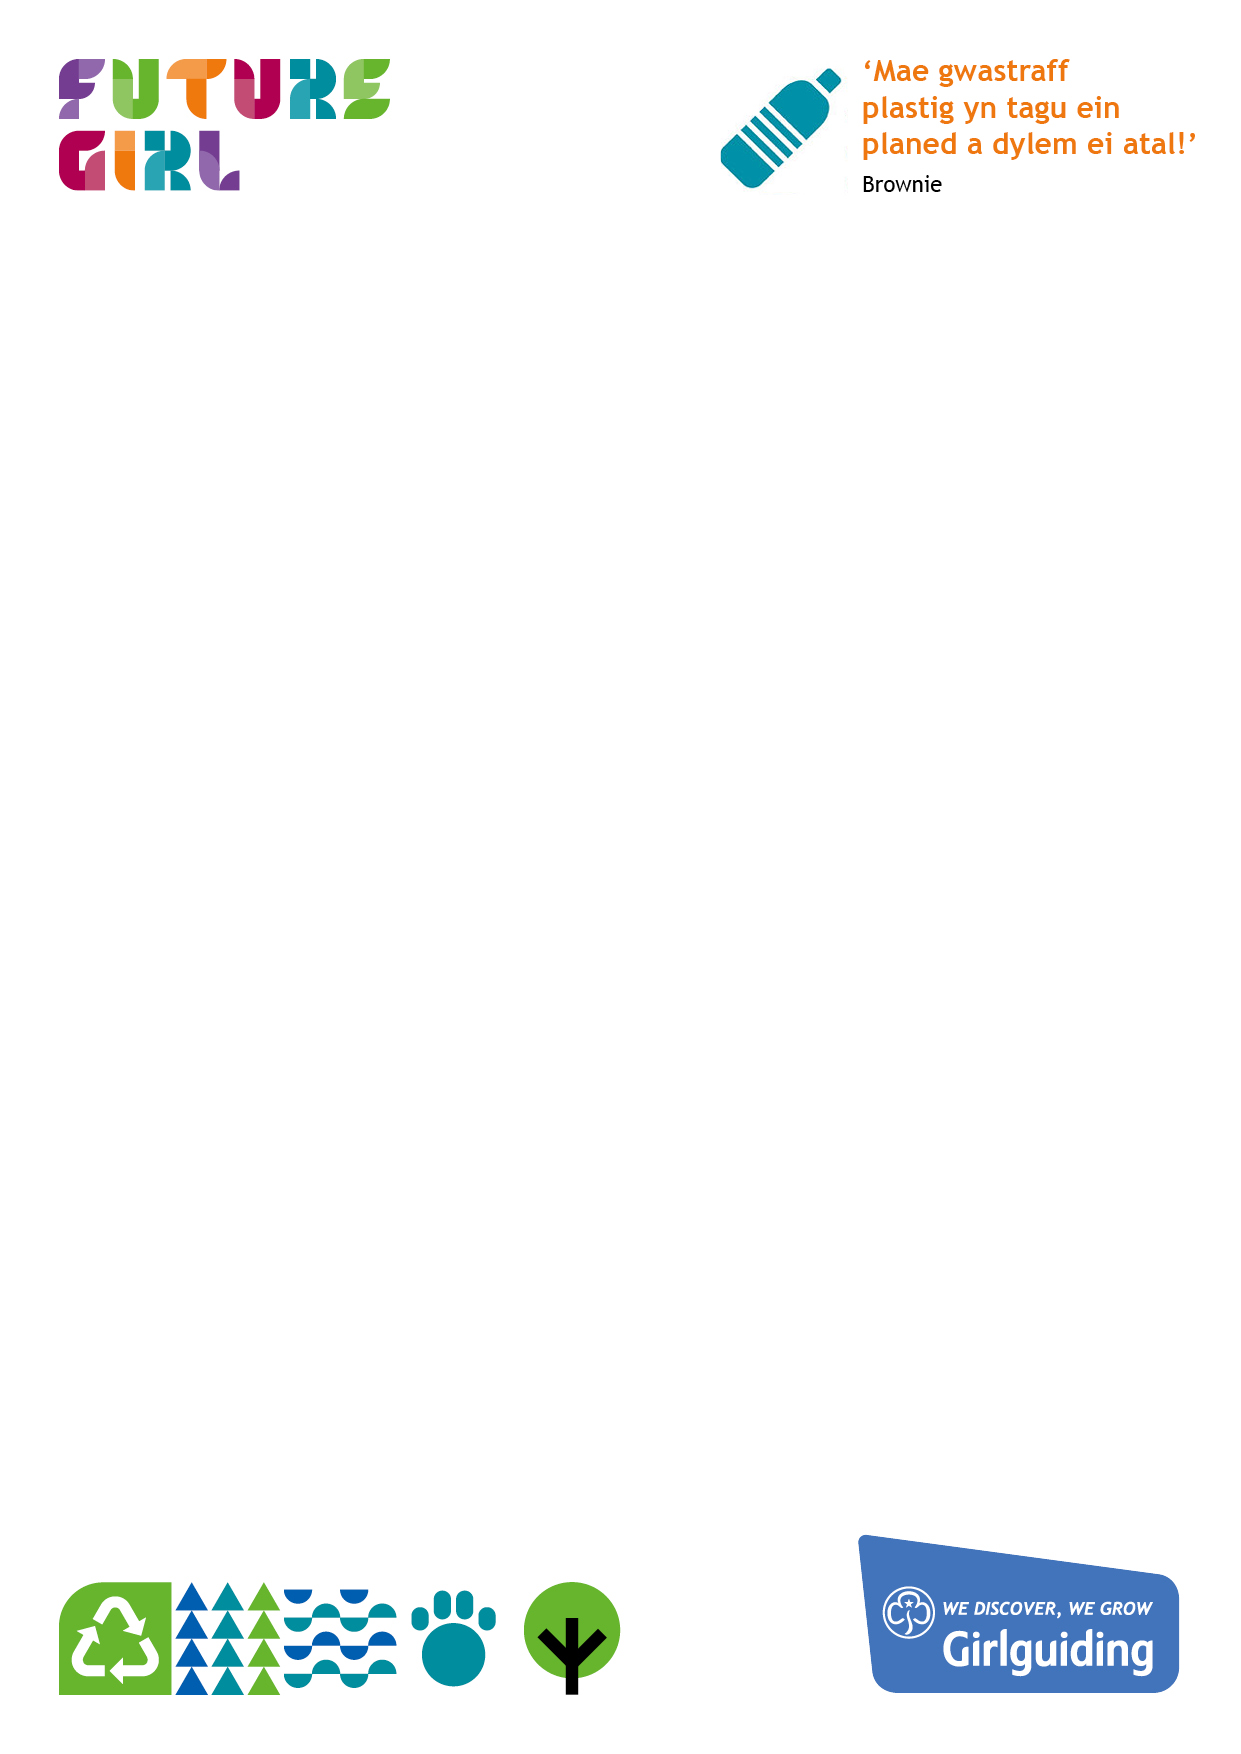 FUTURE
GIRL
‘Mae gwastraff
plastig yn tagu ein
planed a dylem ei atal!’
Brownie
WE DISCOVER, WE GROW
Girlguiding